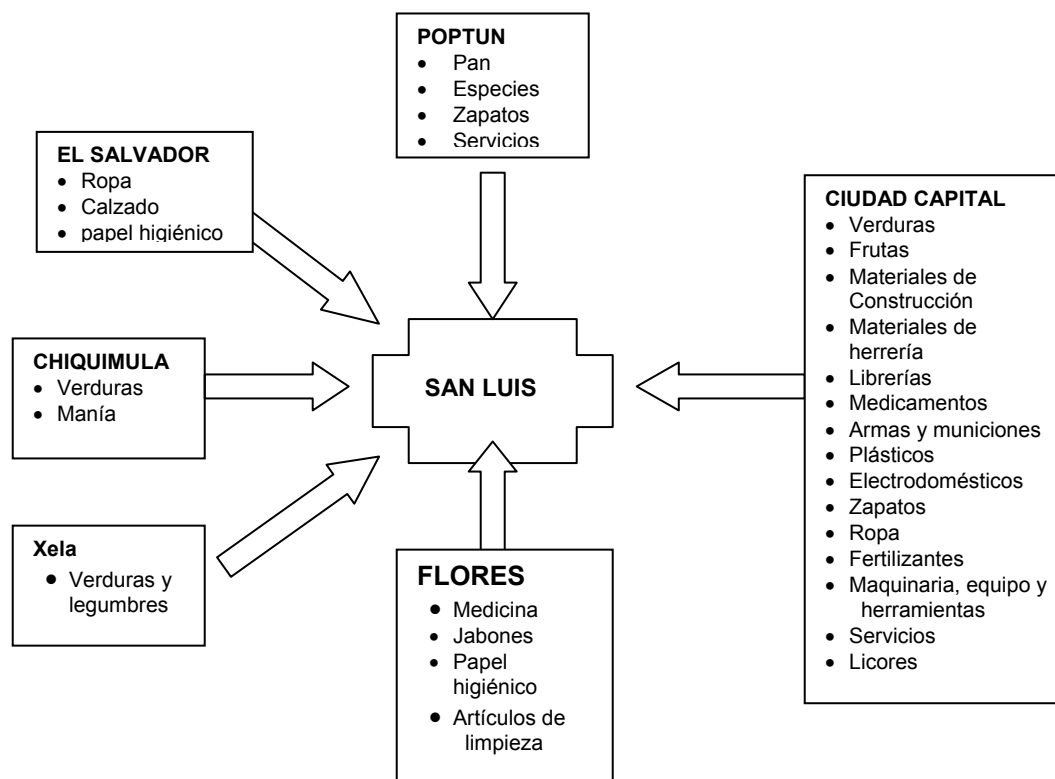 POPTUN
• Pan
• Especies
• Zapatos
• Servicios
EL SALVADOR
• Ropa
• Calzado
• papel higiénico
CIUDAD CAPITAL
• Verduras
• Frutas
• Materiales de
Construcción
• Materiales de
herrería
• Librerías
• Medicamentos
• Armas y municiones
• Plásticos
• Electrodomésticos
• Zapatos
• Ropa
• Fertilizantes
• Maquinaria, equipo y
herramientas
• Servicios
• Licores
CHIQUIMULA
• Verduras
• Manía
SAN LUIS
Xela
• Verduras y
legumbres
FLORES
• Medicina
• Jabones
• Papel
higiénico
• Artículos de
limpieza